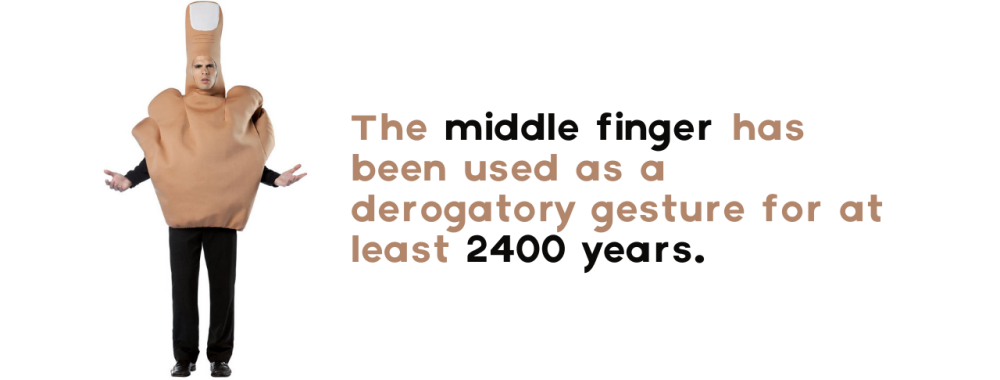 The middle finger has
been used as a
derogatory gesture for at
least 2400 years.